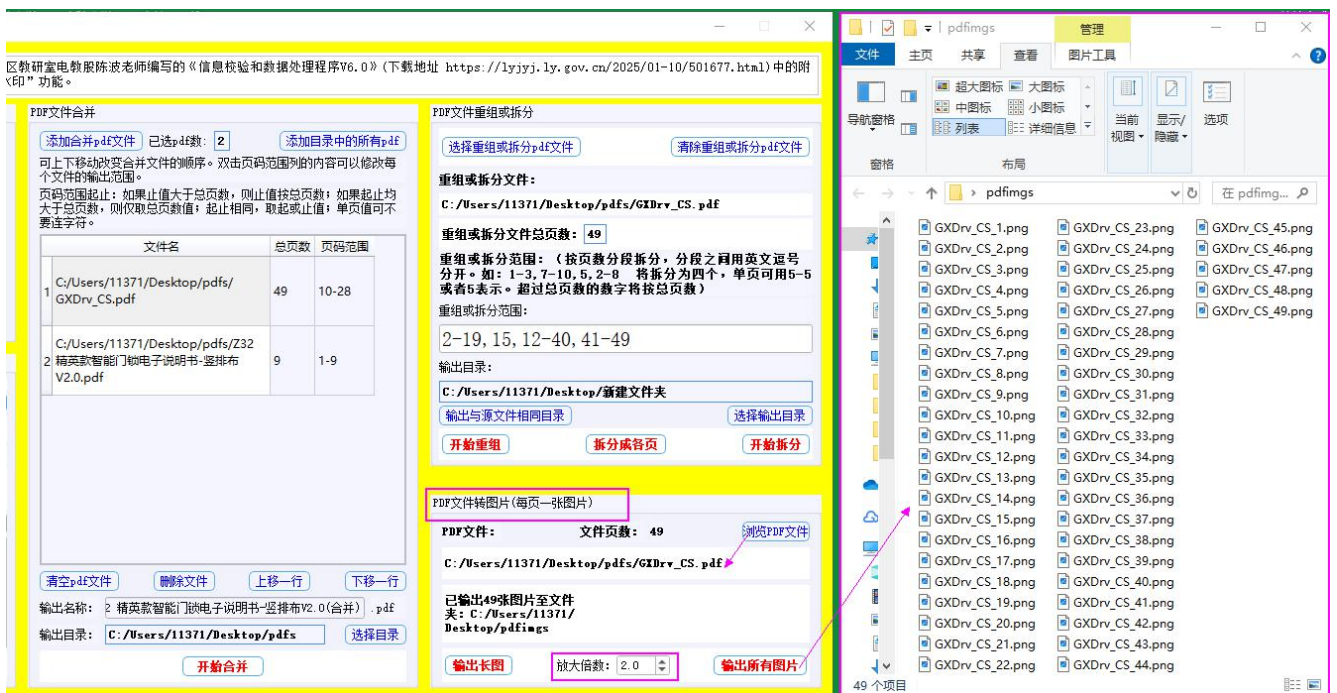 区教研室电教股陈波老师编写的《信息校验和数据处理程序V6.0》(下载地址 https://lyjyj.ly.gov.cn/2025/01-10/501677.html)中的附
水印”功能。
PDF文件合并
添加合并pdf文件 已选pdf数: 2 添加目录中的所有pdf
可上下移动改变合并文件的顺序。双击页码范围列的内容可以修改每
个文件的输出范围。
页码范围起止：如果止值大于总页数，则止值按总页数；如果起止均
大于总页数，则仅取总页数值；起止相同，取起或止值；单页值可不
要连字符。
文件名 总页数 页码范围
1 C:/Users/11371/Desktop/pdfs/
GXDrv_CS.pdf 49 10-28
2 C:/Users/11371/Desktop/pdfs/Z32
精英款智能门锁电子说明书-竖排布
V2.0.pdf 9 1-9
清空pdf文件 删除文件 上移一行 下移一行
输出名称: 2 精英款智能门锁电子说明书-竖排布V2.0(合并) .pdf
输出目录: C:/Users/11371/Desktop/pdfs 选择目录
开始合并
PDF文件重组或拆分
选择重组或拆分pdf文件 清除重组或拆分pdf文件
重组或拆分文件:
C:/Users/11371/Desktop/pdfs/GXDrv_CS.pdf
重组或拆分文件总页数: 49
重组或拆分范围：（按页数分段拆分，分段之间用英文逗号
分开。如：1-3,7-10,5,2-8 将拆分为四个，单页可用5-5
或者5表示。超过总页数的数字将按总页数）
重组或拆分范围:
2-19,15,12-40,41-49
输出目录:
C:/Users/11371/Desktop/新建文件夹
输出与源文件相同目录 选择输出目录
开始重组 拆分成各页 开始拆分
PDF文件转图片(每页一张图片)
PDF文件: 文件页数: 49 浏览PDF文件
C:/Users/11371/Desktop/pdfs/GXDrv_CS.pdf
已输出49张图片至文件
夹: C:/Users/11371/
Desktop/pdfimgs
输出长图 放大倍数: 2.0 输出所有图片
pdfimgs 管理
文件 主页 共享 查看 图片工具
导航窗格
超大图标 大图标
中图标 小图标
列表 详细信息
当前
视图
显示/
隐藏
选项
窗格 布局
pdfimgs 在 pdfimg...
GXDrv_CS_1.png GXDrv_CS_23.png GXDrv_CS_45.png
GXDrv_CS_2.png GXDrv_CS_24.png GXDrv_CS_46.png
GXDrv_CS_3.png GXDrv_CS_25.png GXDrv_CS_47.png
GXDrv_CS_4.png GXDrv_CS_26.png GXDrv_CS_48.png
GXDrv_CS_5.png GXDrv_CS_27.png GXDrv_CS_49.png
GXDrv_CS_6.png GXDrv_CS_28.png
GXDrv_CS_7.png GXDrv_CS_29.png
GXDrv_CS_8.png GXDrv_CS_30.png
GXDrv_CS_9.png GXDrv_CS_31.png
GXDrv_CS_10.png GXDrv_CS_32.png
GXDrv_CS_11.png GXDrv_CS_33.png
GXDrv_CS_12.png GXDrv_CS_34.png
GXDrv_CS_13.png GXDrv_CS_35.png
GXDrv_CS_14.png GXDrv_CS_36.png
GXDrv_CS_15.png GXDrv_CS_37.png
GXDrv_CS_16.png GXDrv_CS_38.png
GXDrv_CS_17.png GXDrv_CS_39.png
GXDrv_CS_18.png GXDrv_CS_40.png
GXDrv_CS_19.png GXDrv_CS_41.png
GXDrv_CS_20.png GXDrv_CS_42.png
GXDrv_CS_21.png GXDrv_CS_43.png
GXDrv_CS_22.png GXDrv_CS_44.png
49 个项目